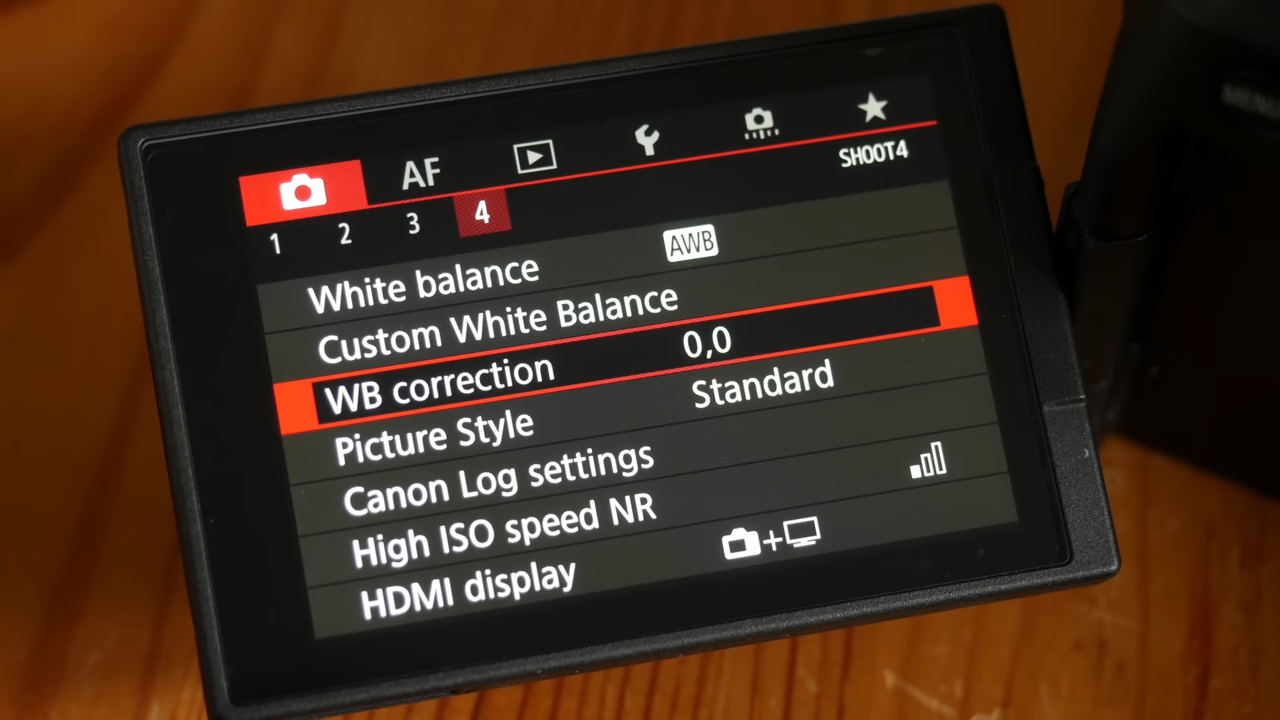 AF
SHOOT4
1 2 3 4
White balance AWB
Custom White Balance
WB correction 0,0
Picture Style Standard
Canon Log settings
High ISO speed NR
HDMI display
MENU